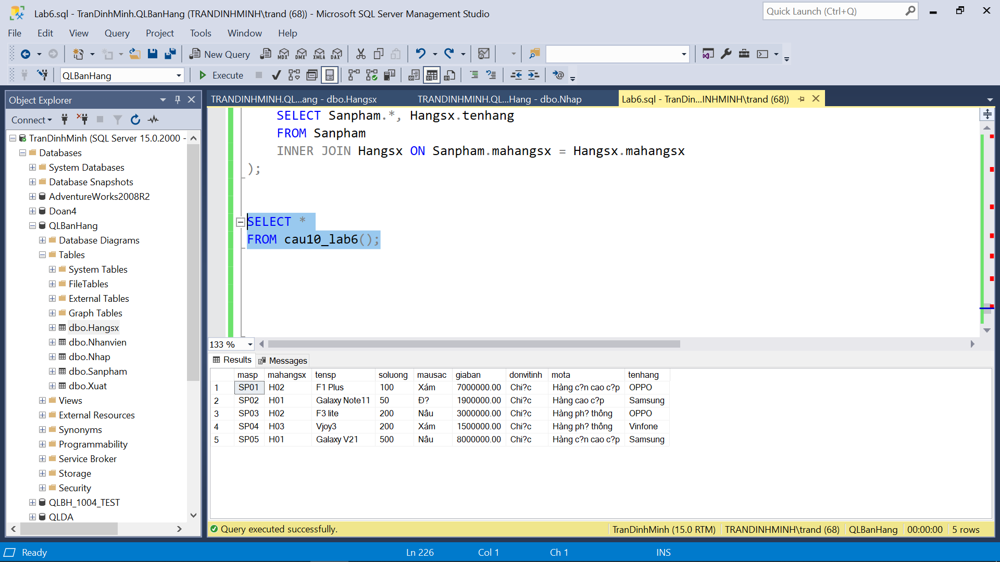 Lab6.sql - TranDinhMinh.QLBanHang (TRANDINHMINH\trand (68)) - Microsoft SQL Server Management Studio
Quick Launch (Ctrl+Q)
File Edit View Query Project Tools Window Help
New Query MDX DMX XMLA DAX
QLBanHang Execute
Object Explorer
Connect
TranDinhMinh (SQL Server 15.0.2000 -
Databases
System Databases
Database Snapshots
AdventureWorks2008R2
Doan4
QLBanHang
Database Diagrams
Tables
System Tables
FileTables
External Tables
Graph Tables
dbo.Hangsx
dbo.Nhanvien
dbo.Nhap
dbo.Sanpham
dbo.Xuat
Views
External Resources
Synonyms
Programmability
Service Broker
Storage
Security
QLBH_1004_TEST
QLDA
TRANDINHMINH.QL...ang - dbo.Hangsx TRANDINHMINH.QL...Hang - dbo.Nhap Lab6.sql - TranDin...INHMINH\trand (68))
SELECT Sanpham.*, Hangsx.tenhang
FROM Sanpham
INNER JOIN Hangsx ON Sanpham.mahangsx = Hangsx.mahangsx
);
SELECT *
FROM cau10_lab6();
133 %
Results Messages
masp mahangsx tensp soluong mausac giaban donvitinh mota tenhang
1 SP01 H02 F1 Plus 100 Xám 7000000.00 Chi?c Hàng c?n cao c?p OPPO
2 SP02 H01 Galaxy Note11 50 Đ? 1900000.00 Chi?c Hàng cao c?p Samsung
3 SP03 H02 F3 lite 200 Nâu 3000000.00 Chi?c Hàng ph? thông OPPO
4 SP04 H03 Vjoy3 200 Xám 1500000.00 Chi?c Hàng ph? thông Vinfone
5 SP05 H01 Galaxy V21 500 Nâu 8000000.00 Chi?c Hàng c?n cao c?p Samsung
Query executed successfully. TranDinhMinh (15.0 RTM) TRANDINHMINH\trand (68) QLBanHang 00:00:00 5 rows
Ready Ln 226 Col 1 Ch 1 INS